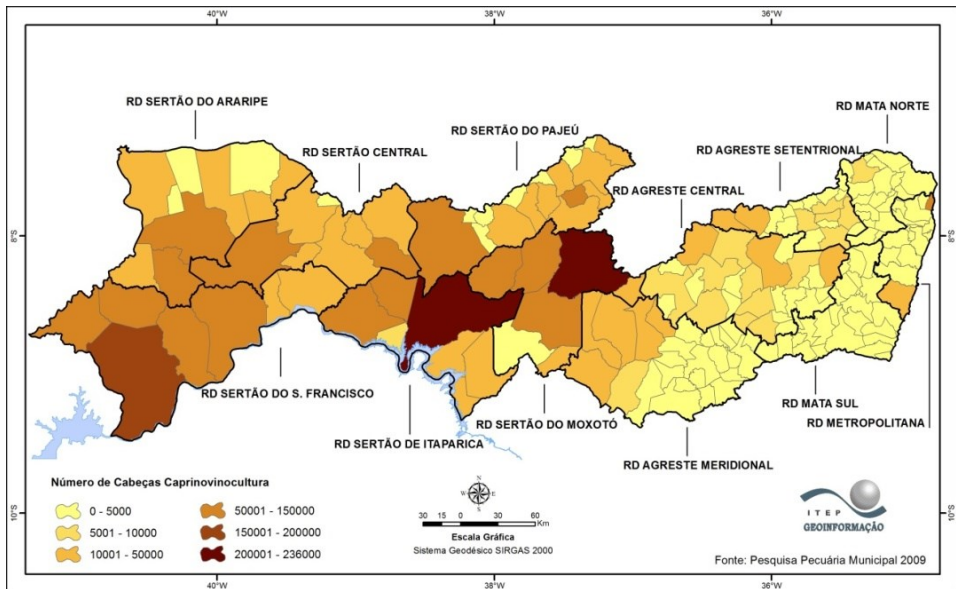 40°W 38°W 36°W
RD SERTÃO DO ARARIPE
RD SERTÃO CENTRAL
RD SERTÃO DO PAJEÚ
RD MATA NORTE
RD AGRESTE SETENTRIONAL
RD AGRESTE CENTRAL
8°S 8°S
RD SERTÃO DO S. FRANCISCO
RD SERTÃO DE ITAPARICA
RD SERTÃO DO MOXOTÓ
RD AGRESTE MERIDIONAL
RD MATA SUL
RD METROPOLITANA
Número de Cabeças Caprinovinocultura
0 - 5000
5001 - 10000
10001 - 50000
50001 - 150000
150001 - 200000
200001 - 236000
N
W E
S
30 15 0 30 60
Km
Escala Gráfica
Sistema Geodésico SIRGAS 2000
ITEP
GEOINFORMAÇÃO
10°S 10°S
Fonte: Pesquisa Pecuária Municipal 2009
40°W 38°W 36°W